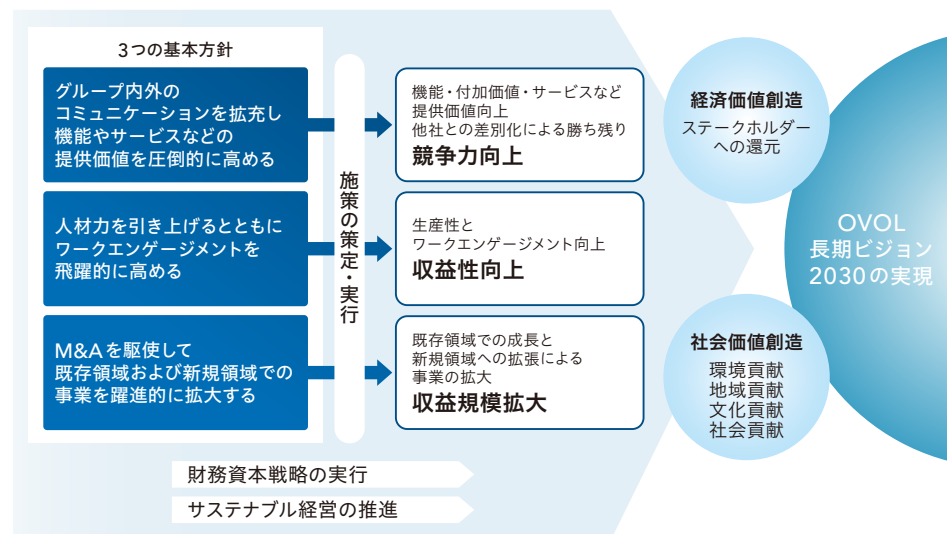 3つの基本方針
グループ内外の
コミュニケーションを拡充し
機能やサービスなどの
提供価値を圧倒的に高める
人材力を引き上げるとともに
ワークエンゲージメントを
飛躍的に高める
M&Aを駆使して
既存領域および新規領域での
事業を躍進的に拡大する
施策の策定・実行
機能・付加価値・サービスなど
提供価値向上
他社との差別化による勝ち残り
競争力向上
生産性と
ワークエンゲージメント向上
収益性向上
既存領域での成長と
新規領域への拡張による
事業の拡大
収益規模拡大
財務資本戦略の実行
サステナブル経営の推進
経済価値創造
ステークホルダー
への還元
社会価値創造
環境貢献
地域貢献
文化貢献
社会貢献
OVOL
長期ビジョン
2030の実現